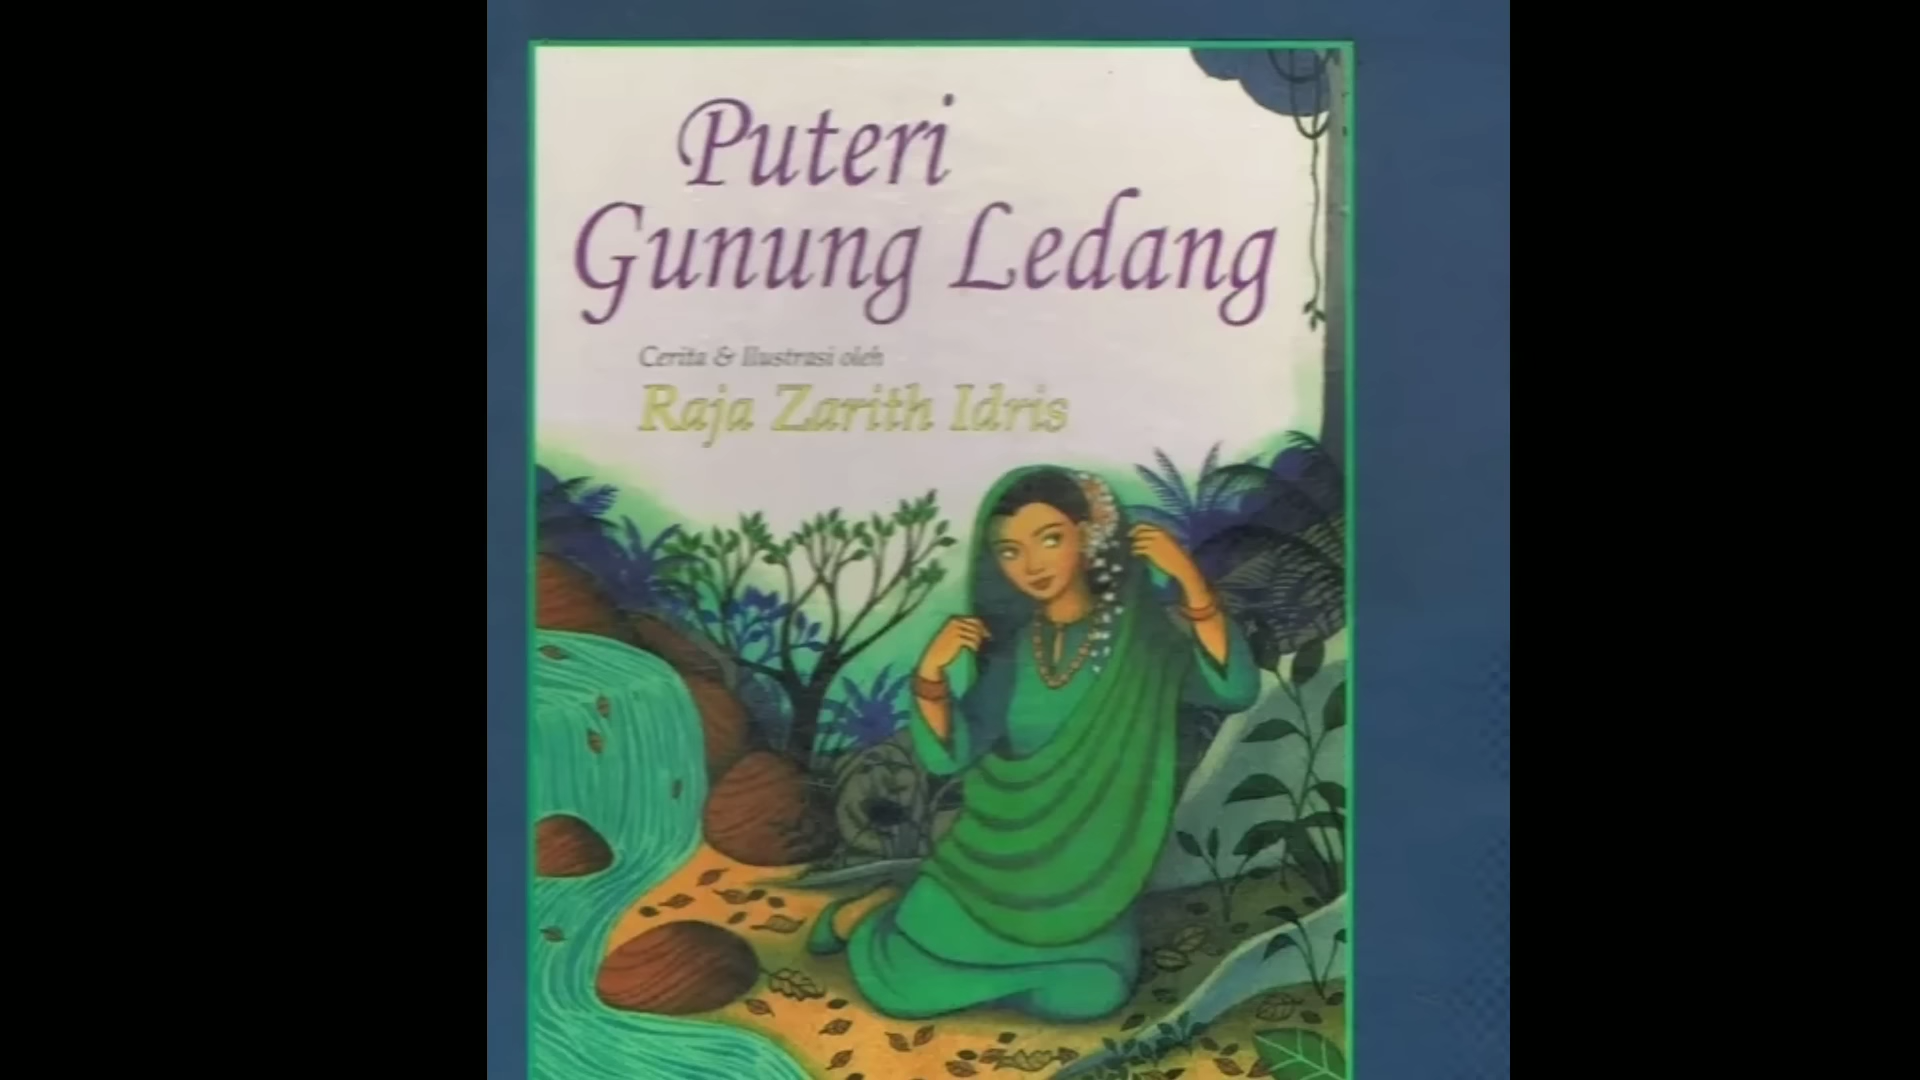 Puteri
Gunung Ledang
Cerita & Ilustrasi oleh
Raja Zarith Idris